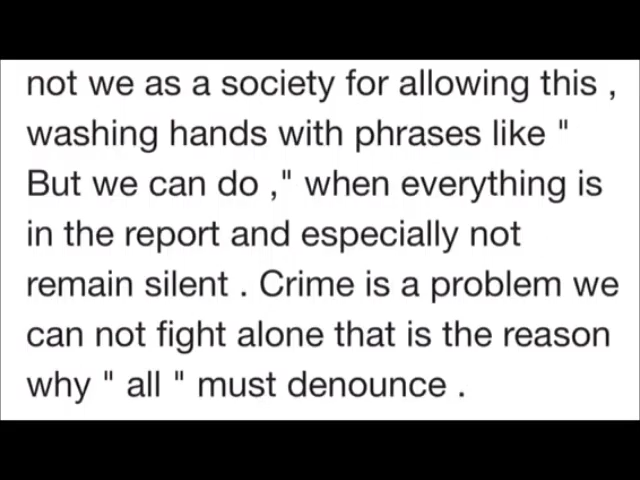 not we as a society for allowing this ,
washing hands with phrases like "
But we can do ," when everything is
in the report and especially not
remain silent . Crime is a problem we
can not fight alone that is the reason
why " all " must denounce .